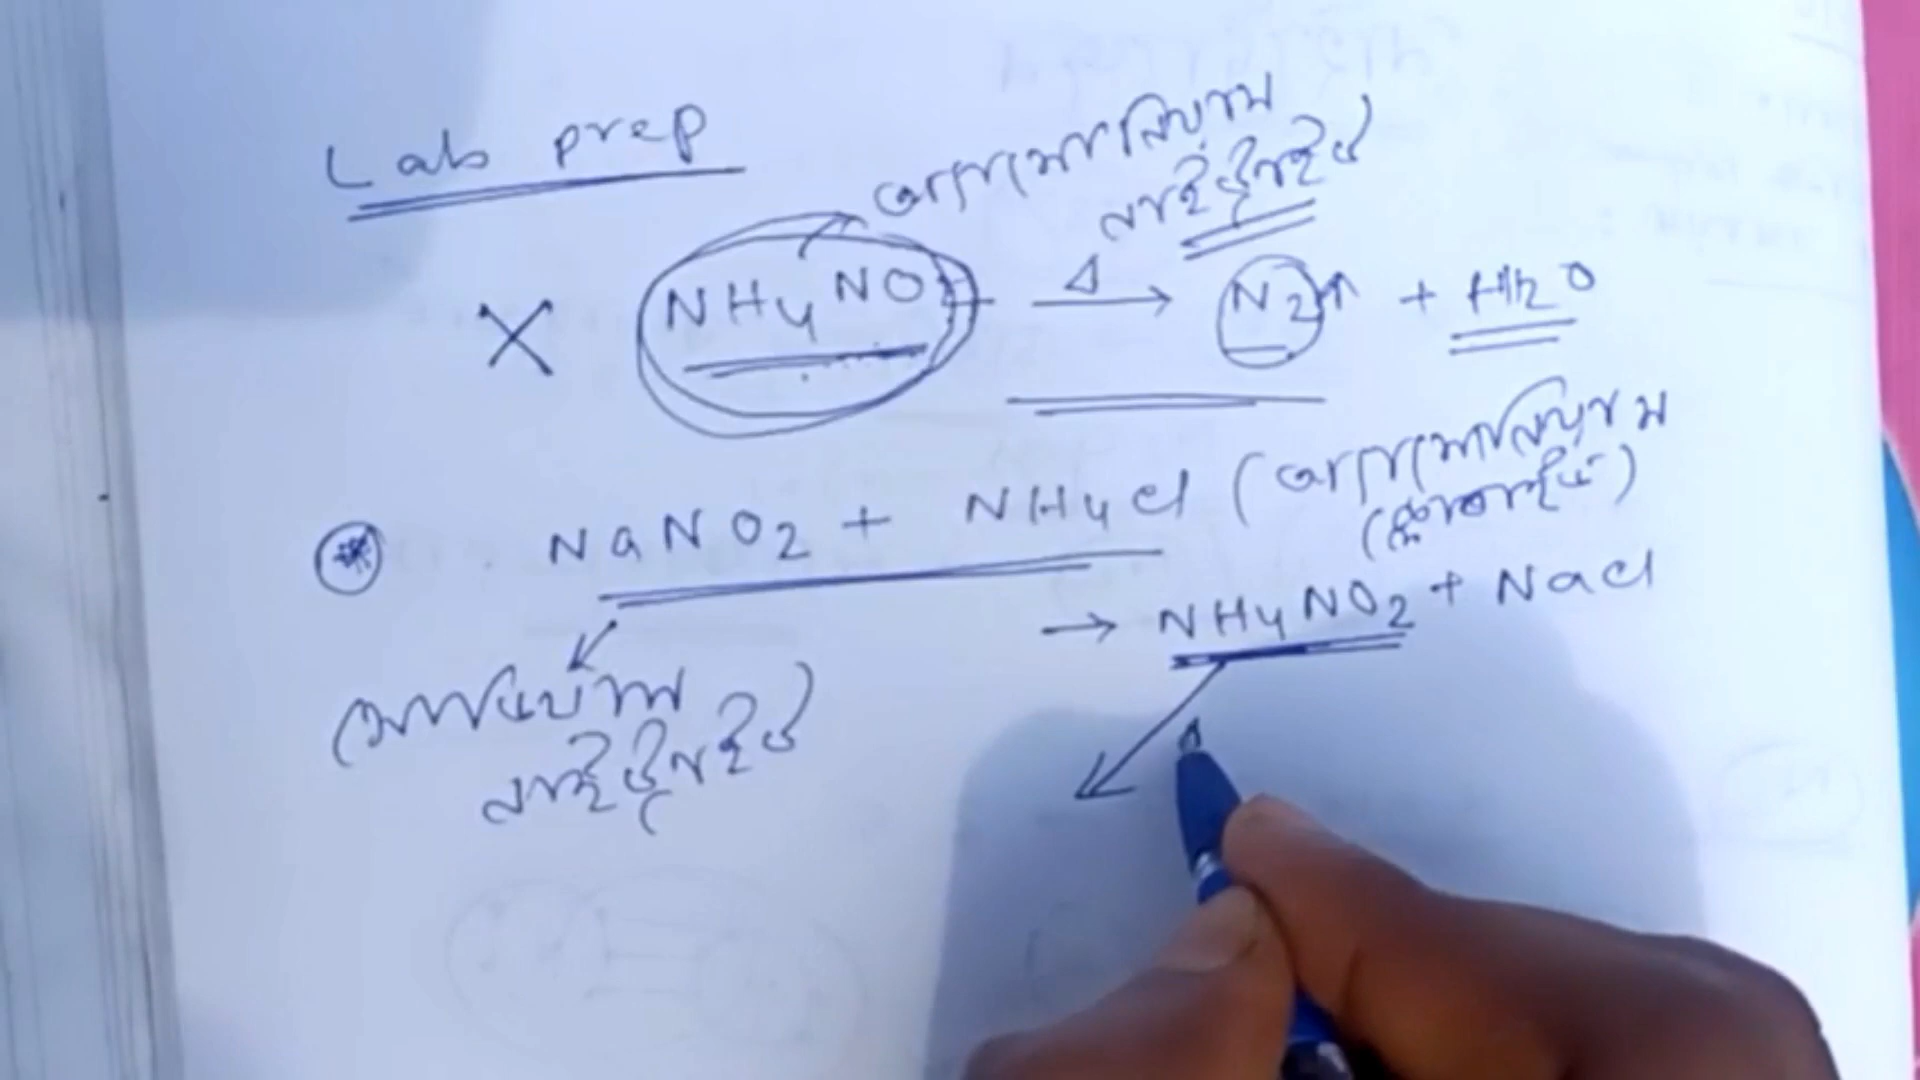 Lab prep
অ্যামোনিয়াম
নাইট্রাইট
X NH4NO2 Δ → N2↑ + H2O
NaNO2 + NH4Cl (অ্যামোনিয়াম
ক্লোরাইড)
→ NH4NO2 + NaCl
সোডিয়াম
নাইট্রাইট
Δ